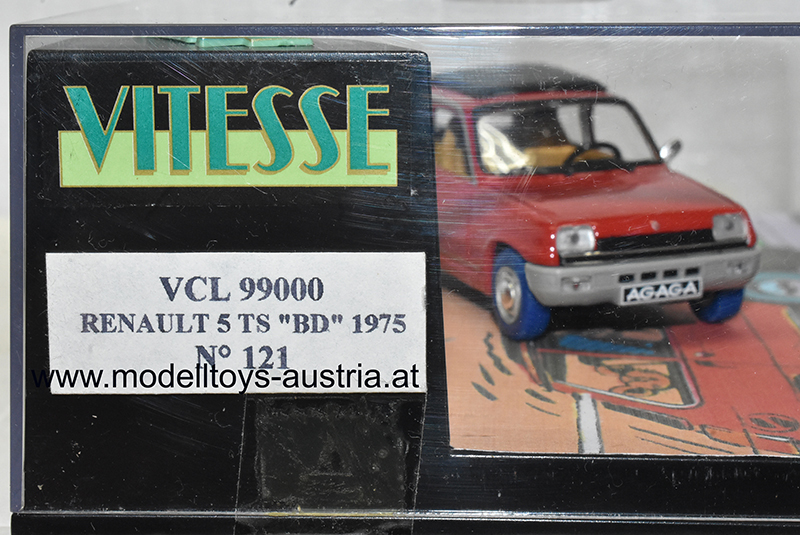 VITESSE
VCL 99000
RENAULT 5 TS "BD" 1975
N° 121
www.modelltoys-austria.at
AGAGA